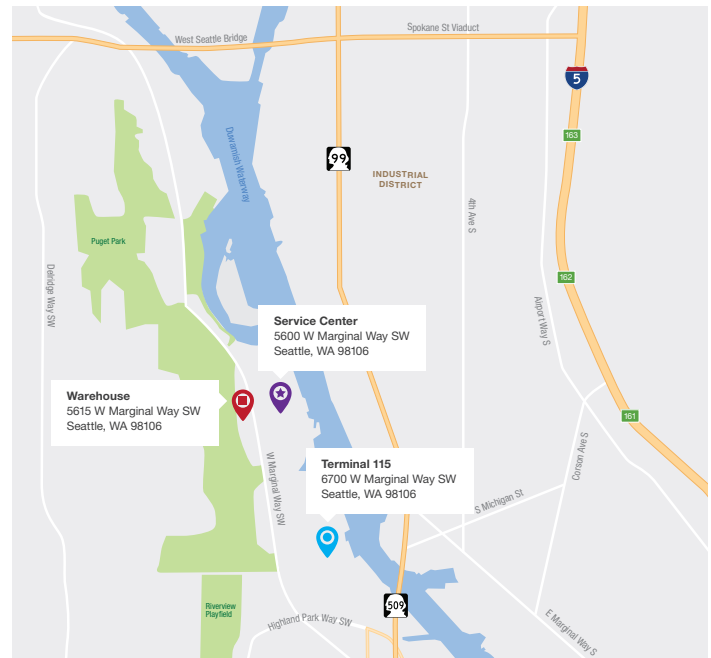 Spokane St Viaduct
West Seattle Bridge
5
163
Duwamish Waterway
99
INDUSTRIAL
DISTRICT
4th Ave S
Puget Park
162
Delridge Way SW
Airport Way S
Service Center
5600 W Marginal Way SW
Seattle, WA 98106
Warehouse
5615 W Marginal Way SW
Seattle, WA 98106
161
Corson Ave S
W Marginal Way SW
Terminal 115
6700 W Marginal Way SW
Seattle, WA 98106
S Michigan St
509
Riverview
Playfield
Highland Park Way SW
E Marginal Way S